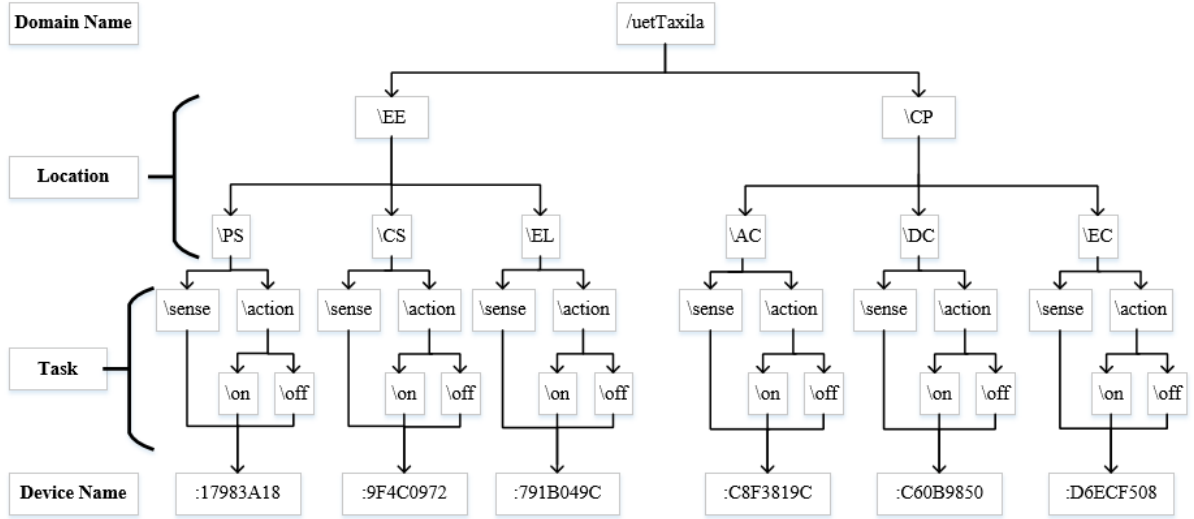 Domain Name
/uetTaxila
\EE
\CP
Location
\PS
\CS
\EL
\AC
\DC
\EC
\sense
\action
\sense
\action
\sense
\action
\sense
\action
\sense
\action
\sense
\action
Task
\on
\off
\on
\off
\on
\off
\on
\off
\on
\off
\on
\off
Device Name
:17983A18
:9F4C0972
:791B049C
:C8F3819C
:C60B9850
:D6ECF508